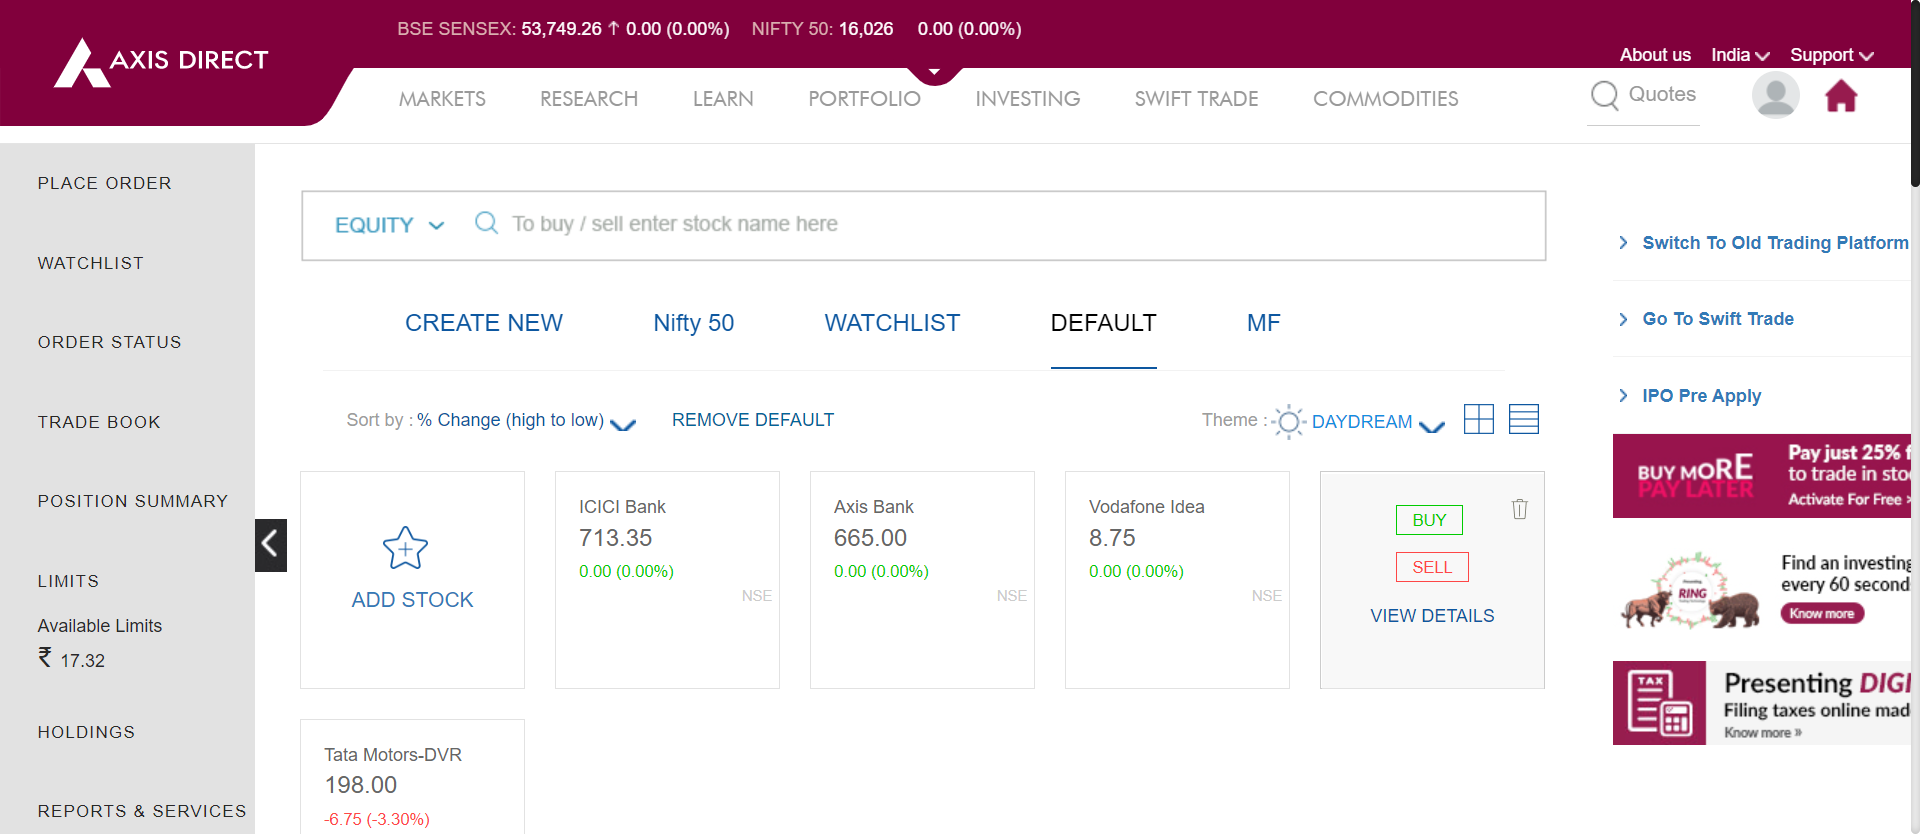 BSE SENSEX: 53,749.26 ↑ 0.00 (0.00%) NIFTY 50: 16,026 0.00 (0.00%)
AXIS DIRECT
About us India Support
MARKETS RESEARCH LEARN PORTFOLIO INVESTING SWIFT TRADE COMMODITIES
Quotes
PLACE ORDER
WATCHLIST
ORDER STATUS
TRADE BOOK
POSITION SUMMARY
LIMITS
Available Limits
₹ 17.32
HOLDINGS
REPORTS & SERVICES
EQUITY To buy / sell enter stock name here
CREATE NEW Nifty 50 WATCHLIST DEFAULT MF
Sort by : % Change (high to low) REMOVE DEFAULT Theme : DAYDREAM
ADD STOCK
ICICI Bank
713.35
0.00 (0.00%)
NSE
Axis Bank
665.00
0.00 (0.00%)
NSE
Vodafone Idea
8.75
0.00 (0.00%)
NSE
BUY
SELL
VIEW DETAILS
Tata Motors-DVR
198.00
-6.75 (-3.30%)
Switch To Old Trading Platform
Go To Swift Trade
IPO Pre Apply
BUY MORE
PAY LATER
Pay just 25% f
to trade in sto
Activate For Free »
RING
Find an investing
every 60 second
Know more
TAX
Presenting DIGI
Filing taxes online mad
Know more »